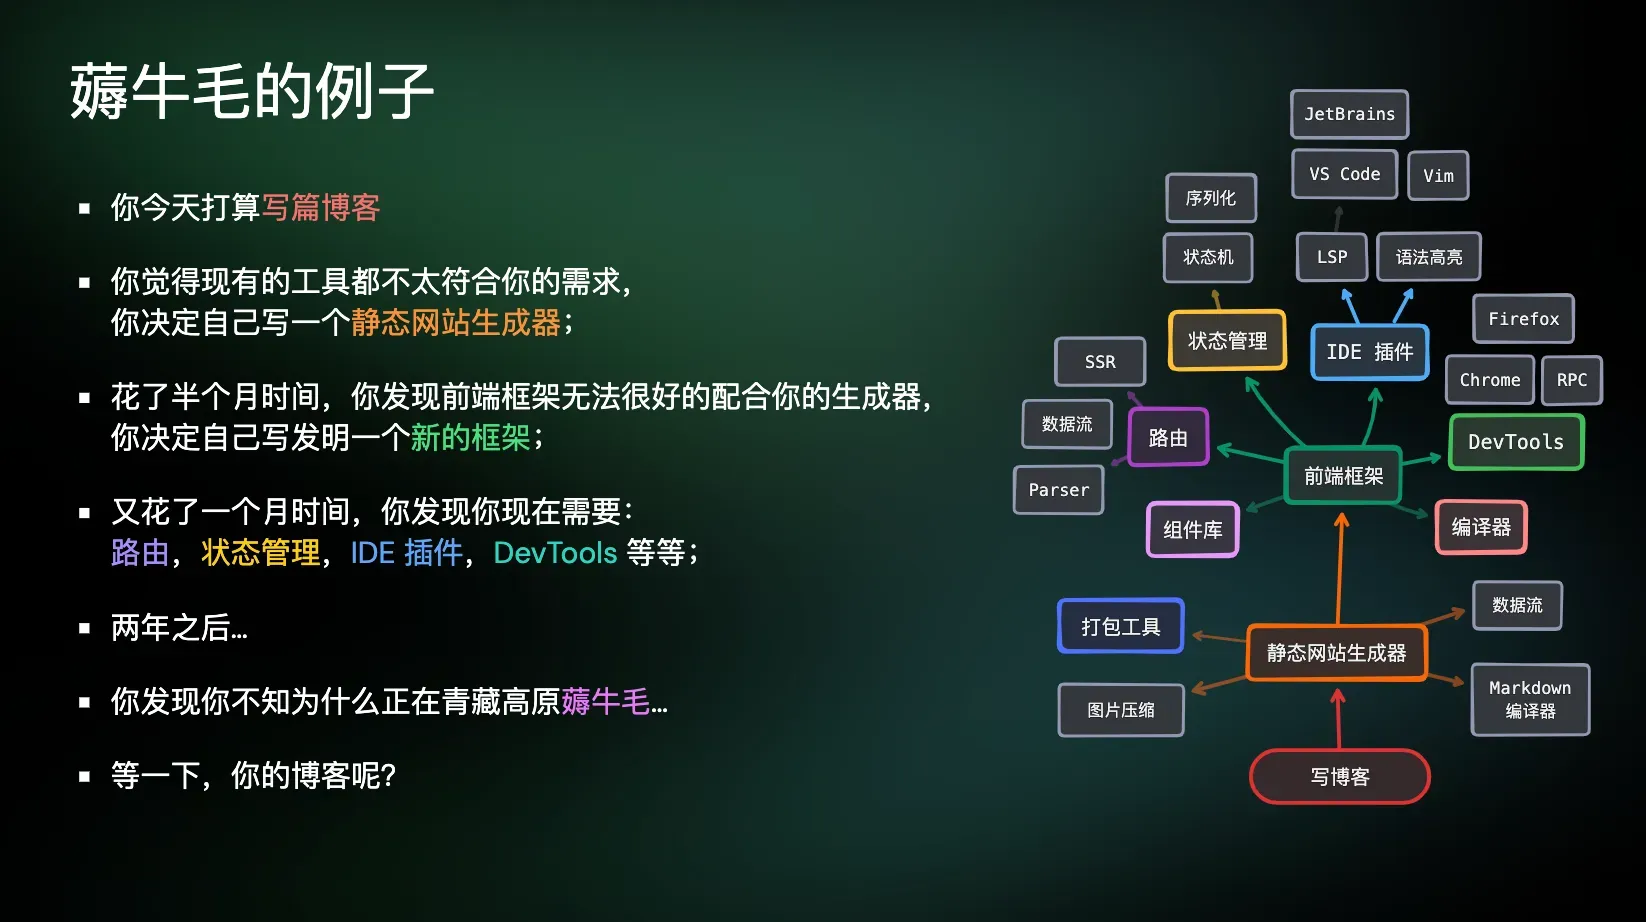 薅牛毛的例子
▪ 你今天打算写篇博客
▪ 你觉得现有的工具都不太符合你的需求，
你决定自己写一个静态网站生成器；
▪ 花了半个月时间，你发现前端框架无法很好的配合你的生成器，
你决定自己写发明一个新的框架；
▪ 又花了一个月时间，你发现你现在需要：
路由，状态管理，IDE 插件，DevTools 等等；
▪ 两年之后…
▪ 你发现你不知为什么正在青藏高原薅牛毛…
▪ 等一下，你的博客呢？
JetBrains
VS Code
Vim
序列化
状态机
LSP
语法高亮
Firefox
状态管理
IDE 插件
SSR
Chrome
RPC
数据流
路由
DevTools
前端框架
Parser
组件库
编译器
数据流
打包工具
静态网站生成器
Markdown
编译器
图片压缩
写博客